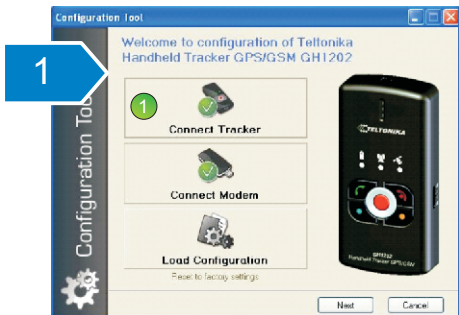 Configuration Tool
Welcome to configuration of Teltonika
Handheld Tracker GPS/GSM GH1202
1
Configuration Tool
1
Connect Tracker
Connect Modem
Load Configuration
Reset to factory settings
TELTONIKA
GH1202
Handheld Tracker GPS/GSM
Next
Cancel